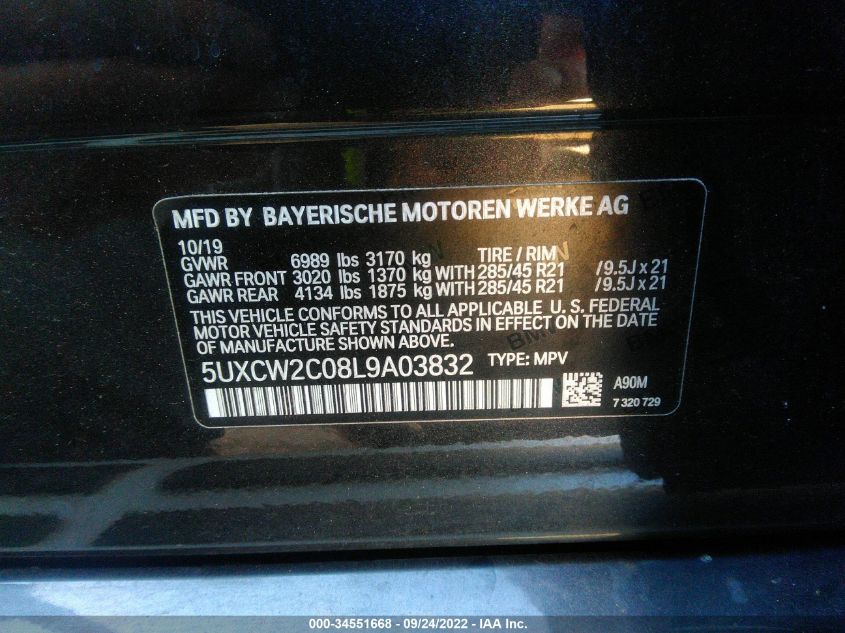 MFD BY BAYERISCHE MOTOREN WERKE AG
10/19
GVWR 6989 lbs 3170 kg TIRE / RIM
GAWR FRONT 3020 lbs 1370 kg WITH 285/45 R21 /9.5J x 21
GAWR REAR 4134 lbs 1875 kg WITH 285/45 R21 /9.5J x 21
THIS VEHICLE CONFORMS TO ALL APPLICABLE U. S. FEDERAL
MOTOR VEHICLE SAFETY STANDARDS IN EFFECT ON THE DATE
OF MANUFACTURE SHOWN ABOVE.
5UXCW2C08L9A03832 TYPE: MPV
A90M
7 320 729
000-34551668 - 09/24/2022 - IAA Inc.